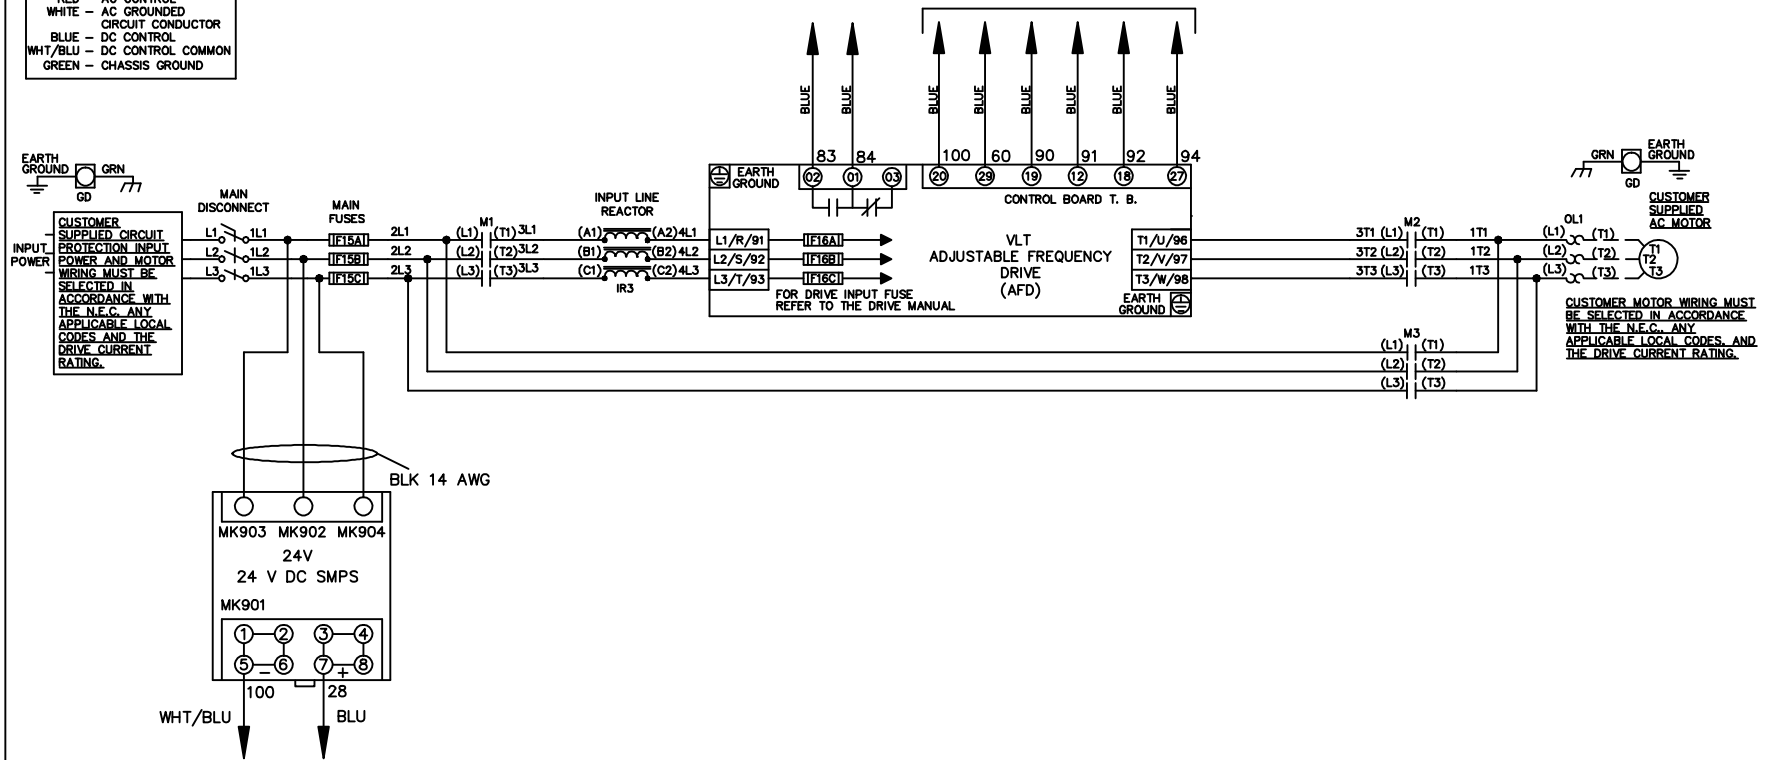 RED – AC CONTROL
WHITE – AC GROUNDED
CIRCUIT CONDUCTOR
BLUE – DC CONTROL
WHT/BLU – DC CONTROL COMMON
GREEN – CHASSIS GROUND
BLUE BLUE BLUE BLUE BLUE BLUE BLUE BLUE
83 84 100 60 90 91 92 94
02 01 03 20 29 19 12 18 27
EARTH
GROUND
GRN
GD
EARTH
GROUND
CONTROL BOARD T. B.
GRN
EARTH
GROUND
GD
CUSTOMER
SUPPLIED
AC MOTOR
INPUT
POWER
CUSTOMER
SUPPLIED CIRCUIT
PROTECTION INPUT
POWER AND MOTOR
WIRING MUST BE
SELECTED IN
ACCORDANCE WITH
THE N.E.C. ANY
APPLICABLE LOCAL
CODES AND THE
DRIVE CURRENT
RATING.
MAIN
DISCONNECT
MAIN
FUSES
M1
INPUT LINE
REACTOR
L1 1L1 F15A 2L1 (L1) (T1) 3L1 (A1) (A2) 4L1 L1/R/91 F16A
L2 1L2 F15B 2L2 (L2) (T2) 3L2 (B1) (B2) 4L2 L2/S/92 F16B
L3 1L3 F15C 2L3 (L3) (T3) 3L3 (C1) (C2) 4L3 L3/T/93 F16C
IR3
VLT
ADJUSTABLE FREQUENCY
DRIVE
(AFD)
FOR DRIVE INPUT FUSE
REFER TO THE DRIVE MANUAL
EARTH
GROUND
M2
OL1
T1/U/96 3T1 (L1) (T1) 1T1 (L1) (T1) T1
T2/V/97 3T2 (L2) (T2) 1T2 (L2) (T2) T2
T3/W/98 3T3 (L3) (T3) 1T3 (L3) (T3) T3
M3
(L1) (T1)
(L2) (T2)
(L3) (T3)
CUSTOMER MOTOR WIRING MUST
BE SELECTED IN ACCORDANCE
WITH THE N.E.C., ANY
APPLICABLE LOCAL CODES, AND
THE DRIVE CURRENT RATING.
BLK 14 AWG
MK903 MK902 MK904
24V
24 V DC SMPS
MK901
1 2 3 4
5 6 7 8
– +
100 28
WHT/BLU BLU